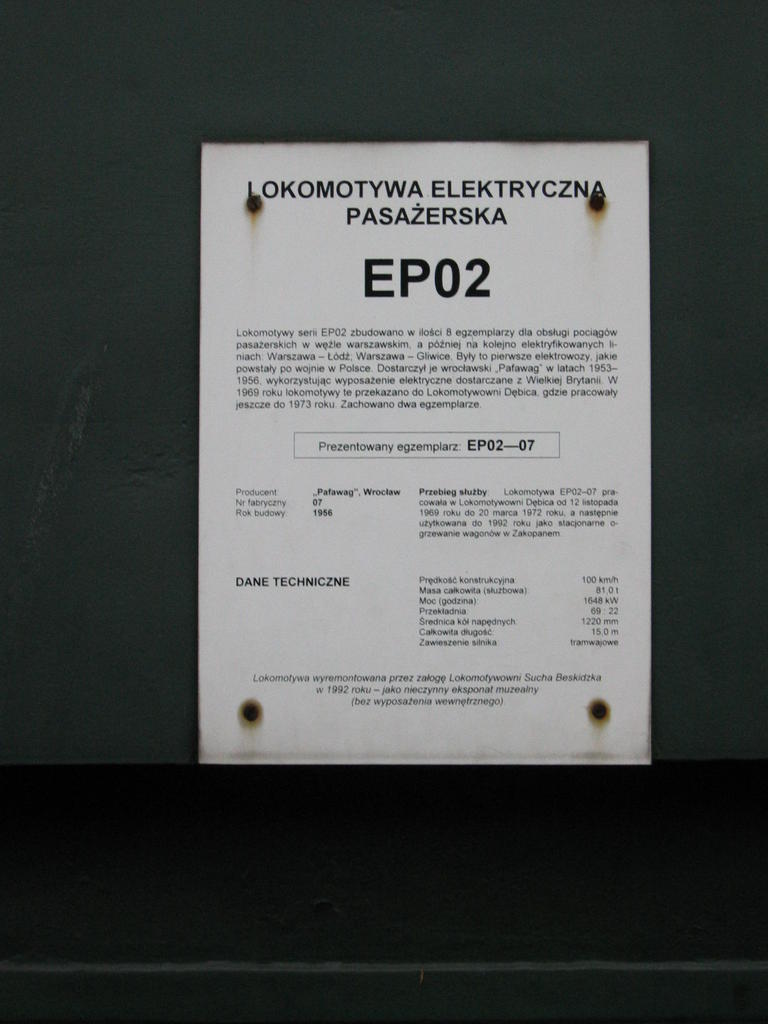 LOKOMOTYWA ELEKTRYCZNA
PASAŻERSKA
EP02
Lokomotywy serii EP02 zbudowano w ilości 8 egzemplarzy dla obsługi pociągów
pasażerskich w węźle warszawskim, a później na kolejno elektryfikowanych li-
niach: Warszawa – Łódź; Warszawa – Gliwice. Były to pierwsze elektrowozy, jakie
powstały po wojnie w Polsce. Dostarczył je wrocławski „Pafawag" w latach 1953–
1956, wykorzystując wyposażenie elektryczne dostarczane z Wielkiej Brytanii. W
1969 roku lokomotywy te przekazano do Lokomotywowni Dębica, gdzie pracowały
jeszcze do 1973 roku. Zachowano dwa egzemplarze.
Prezentowany egzemplarz: EP02—07
Producent: „Pafawag", Wrocław
Nr fabryczny: 07
Rok budowy: 1956
Przebieg służby: Lokomotywa EP02–07 pra-
cowała w Lokomotywowni Dębica od 12 listopada
1969 roku do 20 marca 1972 roku, a następnie
użytkowana do 1992 roku jako stacjonarne o-
grzewanie wagonów w Zakopanem.
DANE TECHNICZNE
Prędkość konstrukcyjna: 100 km/h
Masa całkowita (służbowa): 81,0 t
Moc (godzina): 1648 kW
Przekładnia: 69 : 22
Średnica kół napędnych: 1220 mm
Całkowita długość: 15,0 m
Zawieszenie silnika: tramwajowe
Lokomotywa wyremontowana przez załogę Lokomotywowni Sucha Beskidzka
w 1992 roku – jako nieczynny eksponat muzealny
(bez wyposażenia wewnętrznego).